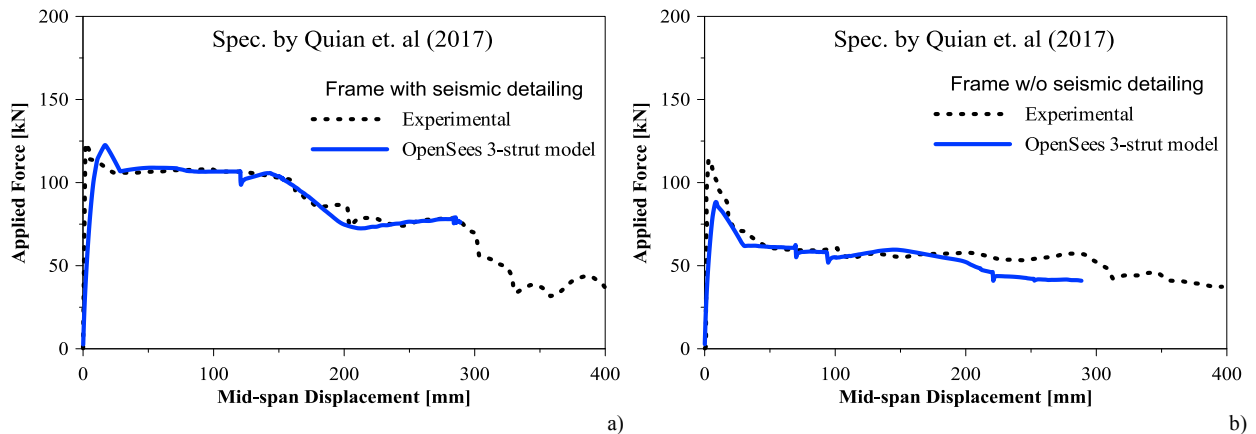 200
150
100
50
0
Applied Force [kN]
Spec. by Quian et. al (2017)
Frame with seismic detailing
Experimental
OpenSees 3-strut model
0 100 200 300 400
Mid-span Displacement [mm]
a)
200
150
100
50
0
Applied Force [kN]
Spec. by Quian et. al (2017)
Frame w/o seismic detailing
Experimental
OpenSees 3-strut model
0 100 200 300 400
Mid-span Displacement [mm]
b)